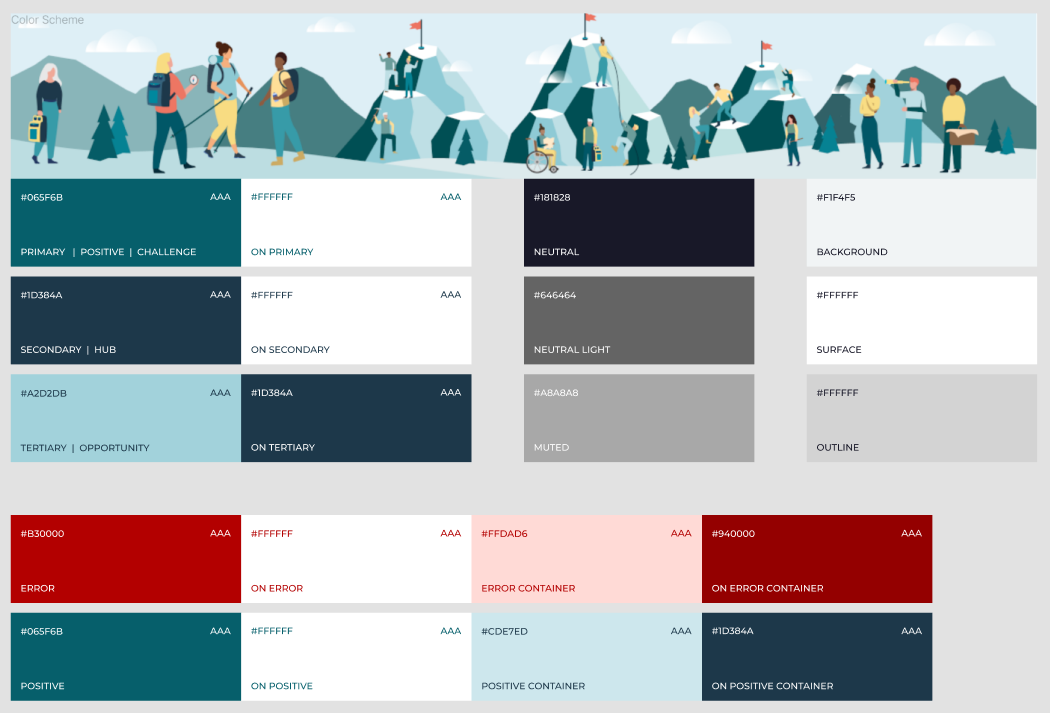 Color Scheme
#065F6B AAA #FFFFFF AAA #181828 #F1F4F5
PRIMARY | POSITIVE | CHALLENGE ON PRIMARY NEUTRAL BACKGROUND
#1D384A AAA #FFFFFF AAA #646464 #FFFFFF
SECONDARY | HUB ON SECONDARY NEUTRAL LIGHT SURFACE
#A2D2DB AAA #1D384A AAA #A8A8A8 #FFFFFF
TERTIARY | OPPORTUNITY ON TERTIARY MUTED OUTLINE
#B30000 AAA #FFFFFF AAA #FFDAD6 AAA #940000 AAA
ERROR ON ERROR ERROR CONTAINER ON ERROR CONTAINER
#065F6B AAA #FFFFFF AAA #CDE7ED AAA #1D384A AAA
POSITIVE ON POSITIVE POSITIVE CONTAINER ON POSITIVE CONTAINER